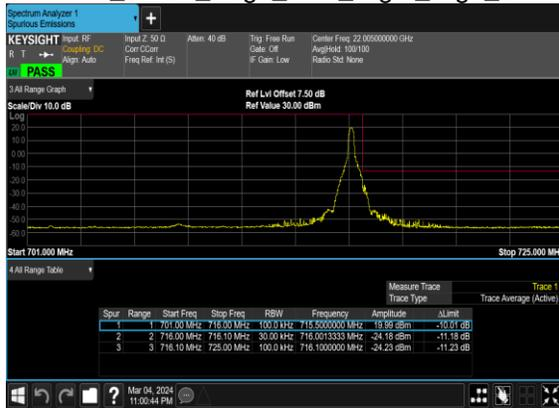 Spectrum Analyzer 1
Spurious Emissions
KEYSIGHT Input: RF Input Z: 50 Ω Atten: 40 dB Trig: Free Run Center Freq: 22.005000000 GHz
R T Coupling: DC Corr CCorr Gate: Off Avg|Hold: 100/100
Align: Auto Freq Ref: Int (S) IF Gain: Low Radio Std: None
PASS
3 All Range Graph
Ref Lvl Offset 7.50 dB
Scale/Div 10.0 dB Ref Value 30.00 dBm
Log
20.0
10.0
0.00
-10.0
-20.0
-30.0
-40.0
-50.0
-60.0
Start 701.000 MHz Stop 725.000 MHz
4 All Range Table
Measure Trace Trace 1
Trace Type Trace Average (Active)
Spur Range Start Freq Stop Freq RBW Frequency Amplitude ΔLimit
1 1 701.00 MHz 716.00 MHz 100.0 kHz 715.5000000 MHz 19.99 dBm -10.01 dB
2 2 716.00 MHz 716.10 MHz 30.00 kHz 716.0013333 MHz -24.18 dBm -11.18 dB
3 3 716.10 MHz 725.00 MHz 100.0 kHz 716.1000000 MHz -24.23 dBm -11.23 dB
Mar 04, 2024
11:00:44 PM